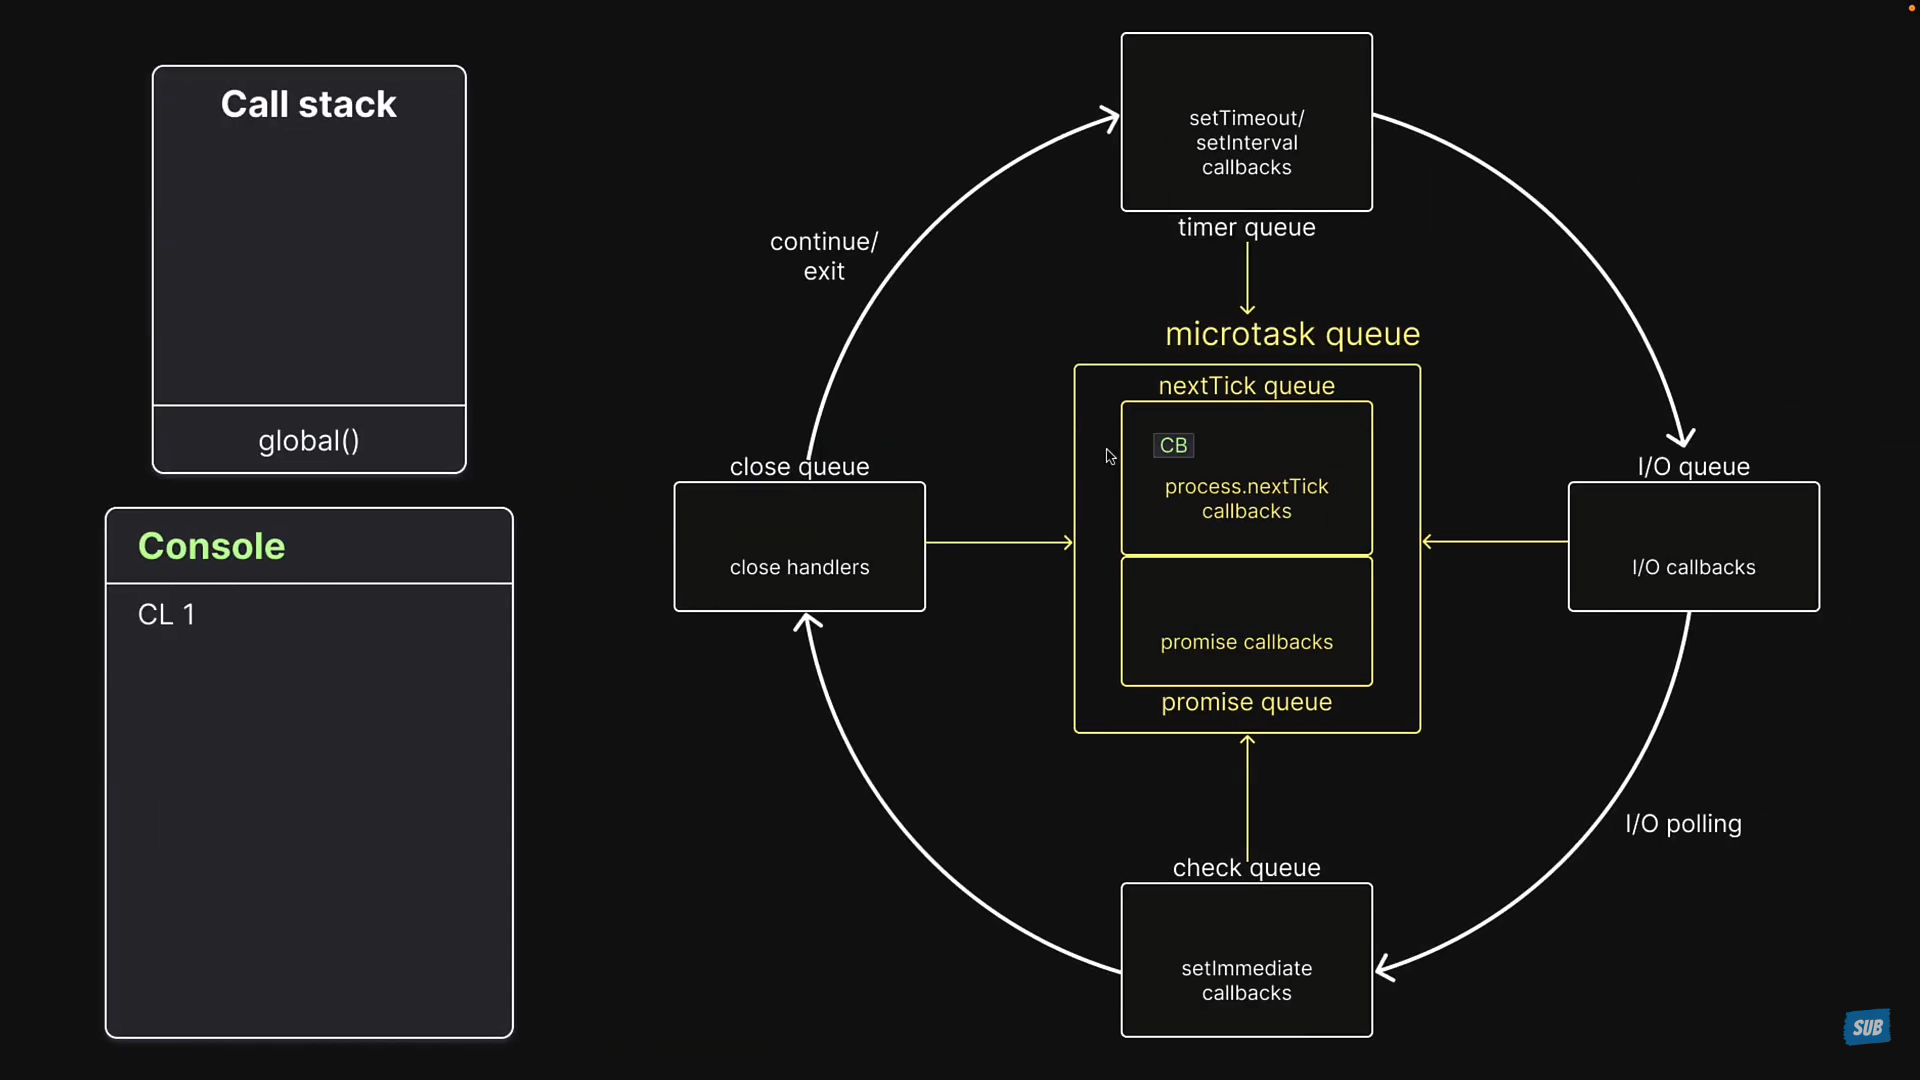 Call stack
global()
Console
CL 1
setTimeout/
setInterval
callbacks
timer queue
continue/
exit
microtask queue
nextTick queue
CB
process.nextTick
callbacks
promise callbacks
promise queue
close queue
close handlers
I/O queue
I/O callbacks
I/O polling
check queue
setImmediate
callbacks
SUB